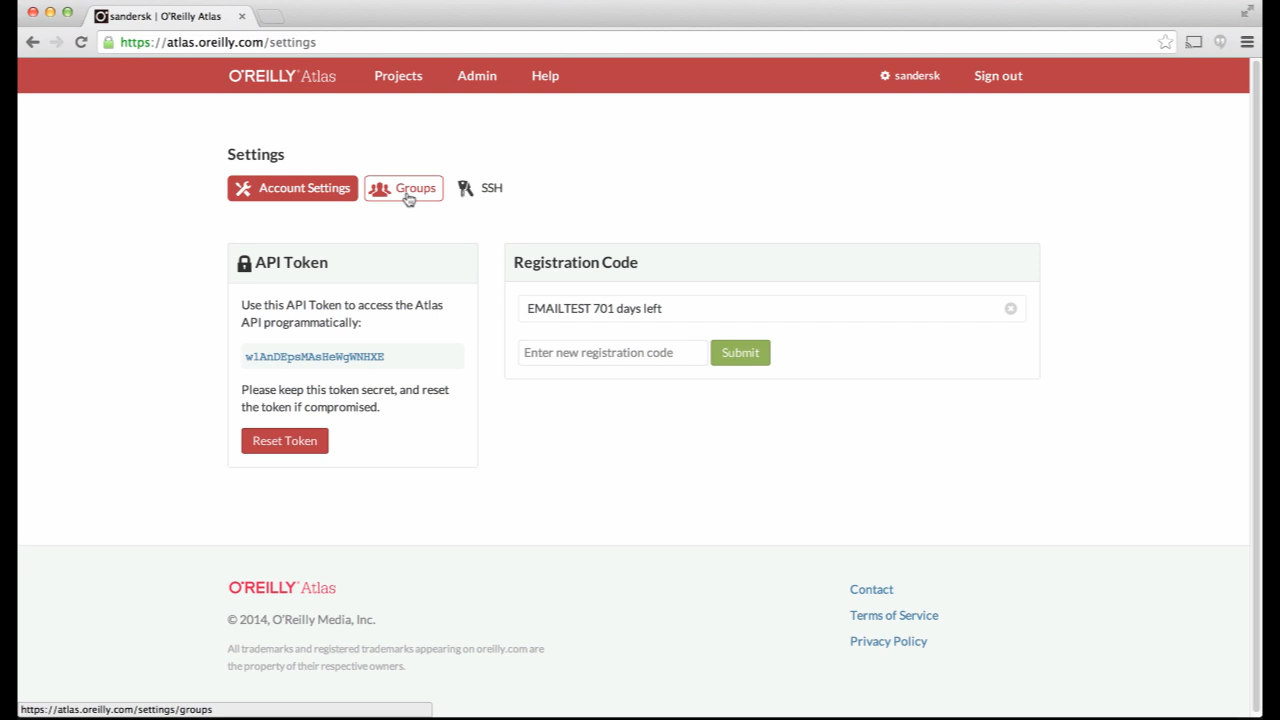 sandersk | O'Reilly Atlas
https://atlas.oreilly.com/settings
O'REILLY Atlas Projects Admin Help sandersk Sign out
Settings
Account Settings Groups SSH
API Token
Use this API Token to access the Atlas
API programmatically:
w1AnDEpsMAsHeWgWNHXE
Please keep this token secret, and reset
the token if compromised.
Reset Token
Registration Code
EMAILTEST 701 days left
Enter new registration code Submit
O'REILLY Atlas
© 2014, O'Reilly Media, Inc.
All trademarks and registered trademarks appearing on oreilly.com are
the property of their respective owners.
Contact
Terms of Service
Privacy Policy
https://atlas.oreilly.com/settings/groups